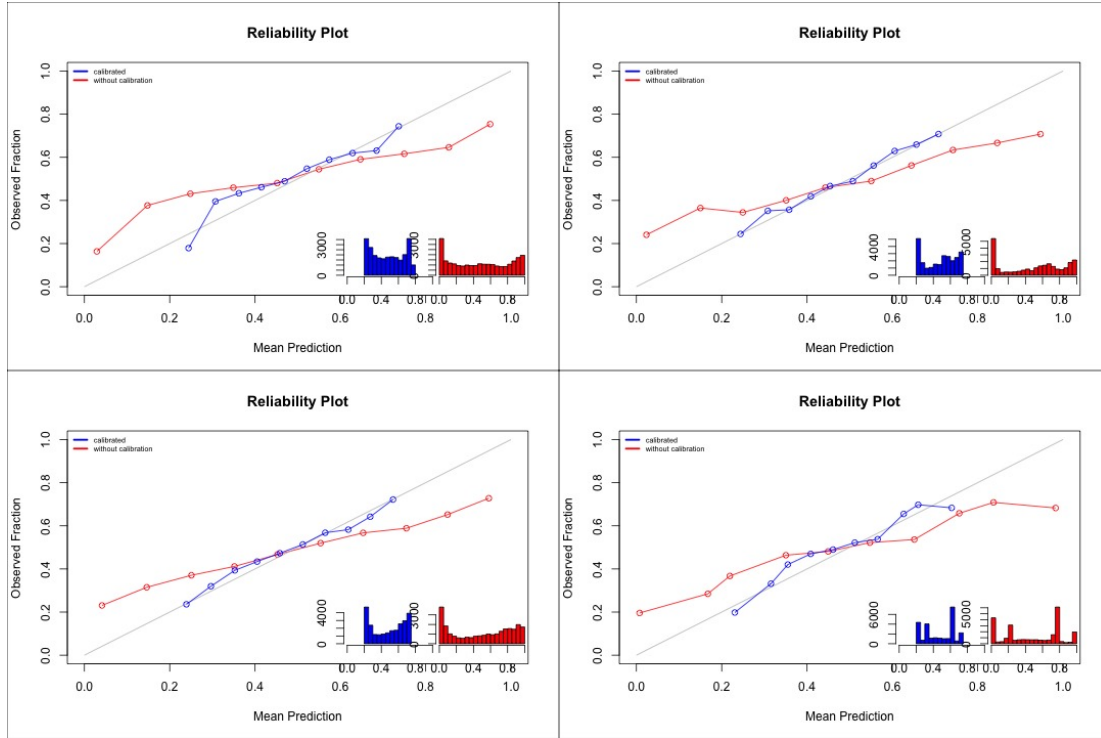 Reliability Plot
calibrated
without calibration
Observed Fraction
0.0 0.2 0.4 0.6 0.8 1.0
0 3000
0 3000
0.0 0.4 0.8
0.0 0.4 0.8
0.0 0.2 0.4 0.6 0.8 1.0
Mean Prediction
Reliability Plot
calibrated
without calibration
Observed Fraction
0.0 0.2 0.4 0.6 0.8 1.0
0 4000
0 5000
0.0 0.4 0.8
0.0 0.4 0.8
0.0 0.2 0.4 0.6 0.8 1.0
Mean Prediction
Reliability Plot
calibrated
without calibration
Observed Fraction
0.0 0.2 0.4 0.6 0.8 1.0
0 4000
0 3000
0.0 0.4 0.8
0.0 0.4 0.8
0.0 0.2 0.4 0.6 0.8 1.0
Mean Prediction
Reliability Plot
calibrated
without calibration
Observed Fraction
0.0 0.2 0.4 0.6 0.8 1.0
0 6000
0 5000
0.0 0.4 0.8
0.0 0.4 0.8
0.0 0.2 0.4 0.6 0.8 1.0
Mean Prediction